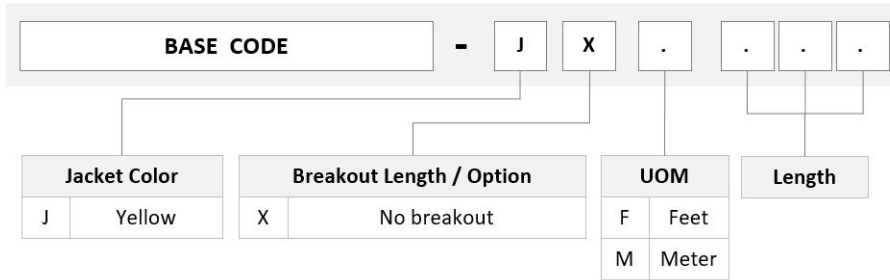 BASE CODE - J X . . . .
Jacket Color Breakout Length / Option UOM Length
J Yellow X No breakout F Feet
M Meter